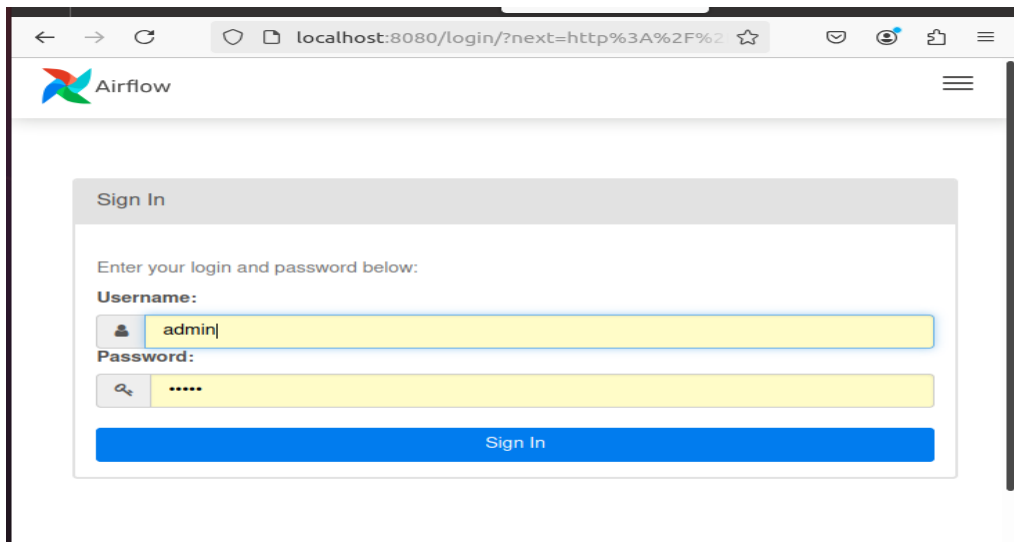 localhost:8080/login/?next=http%3A%2F%2
Airflow
Sign In
Enter your login and password below:
Username:
admin
Password:
•••••
Sign In